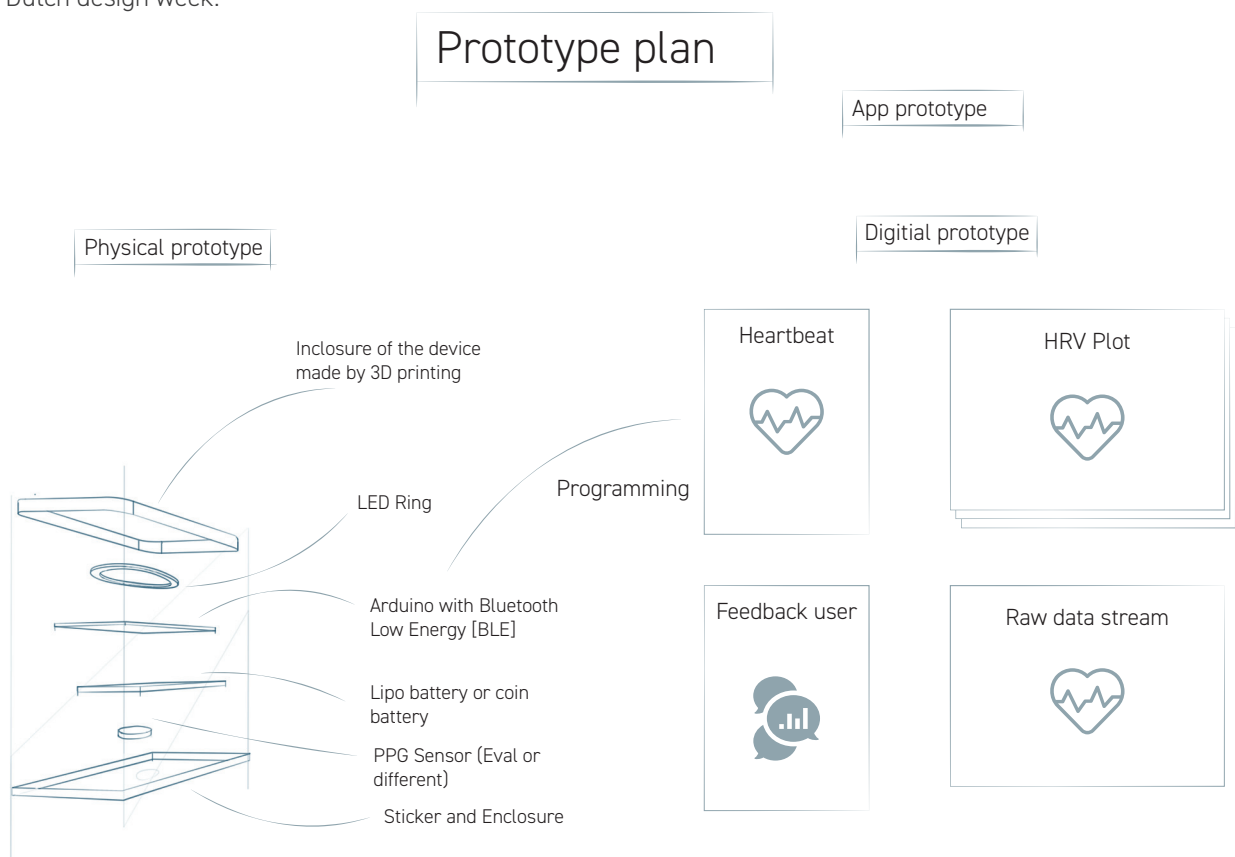 Dutch design week.
Prototype plan
App prototype
Physical prototype
Digitial prototype
Inclosure of the device
made by 3D printing
LED Ring
Arduino with Bluetooth
Low Energy [BLE]
Lipo battery or coin
battery
PPG Sensor (Eval or
different)
Sticker and Enclosure
Programming
Heartbeat
HRV Plot
Feedback user
Raw data stream